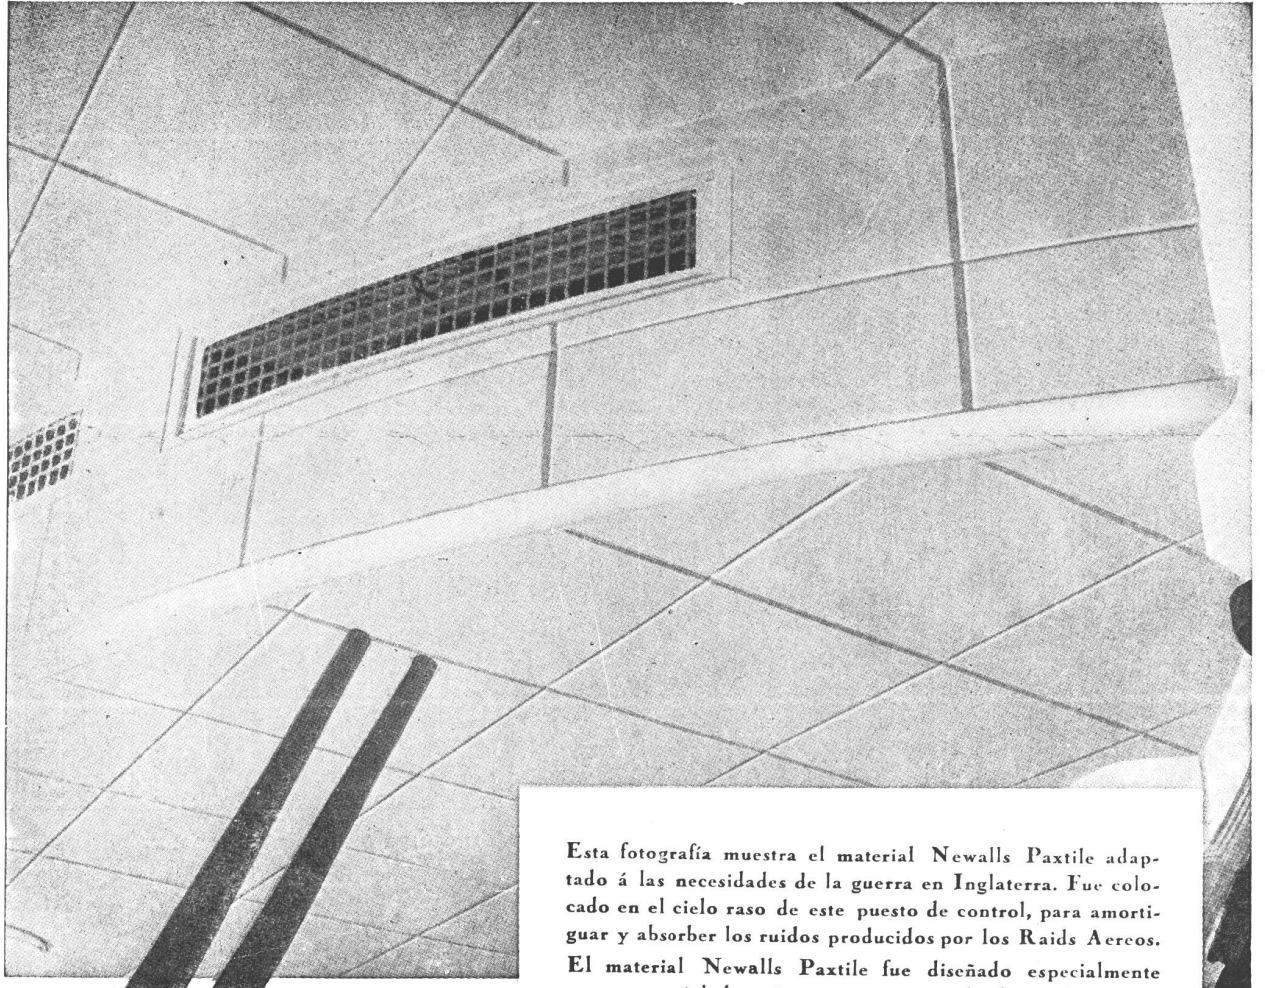 Esta fotografía muestra el material Newalls Paxtile adap-
tado á las necesidades de la guerra en Inglaterra. Fue colo-
cado en el cielo raso de este puesto de control, para amorti-
guar y absorber los ruidos producidos por los Raids Aereos.
El material Newalls Paxtile fue diseñado especialmente